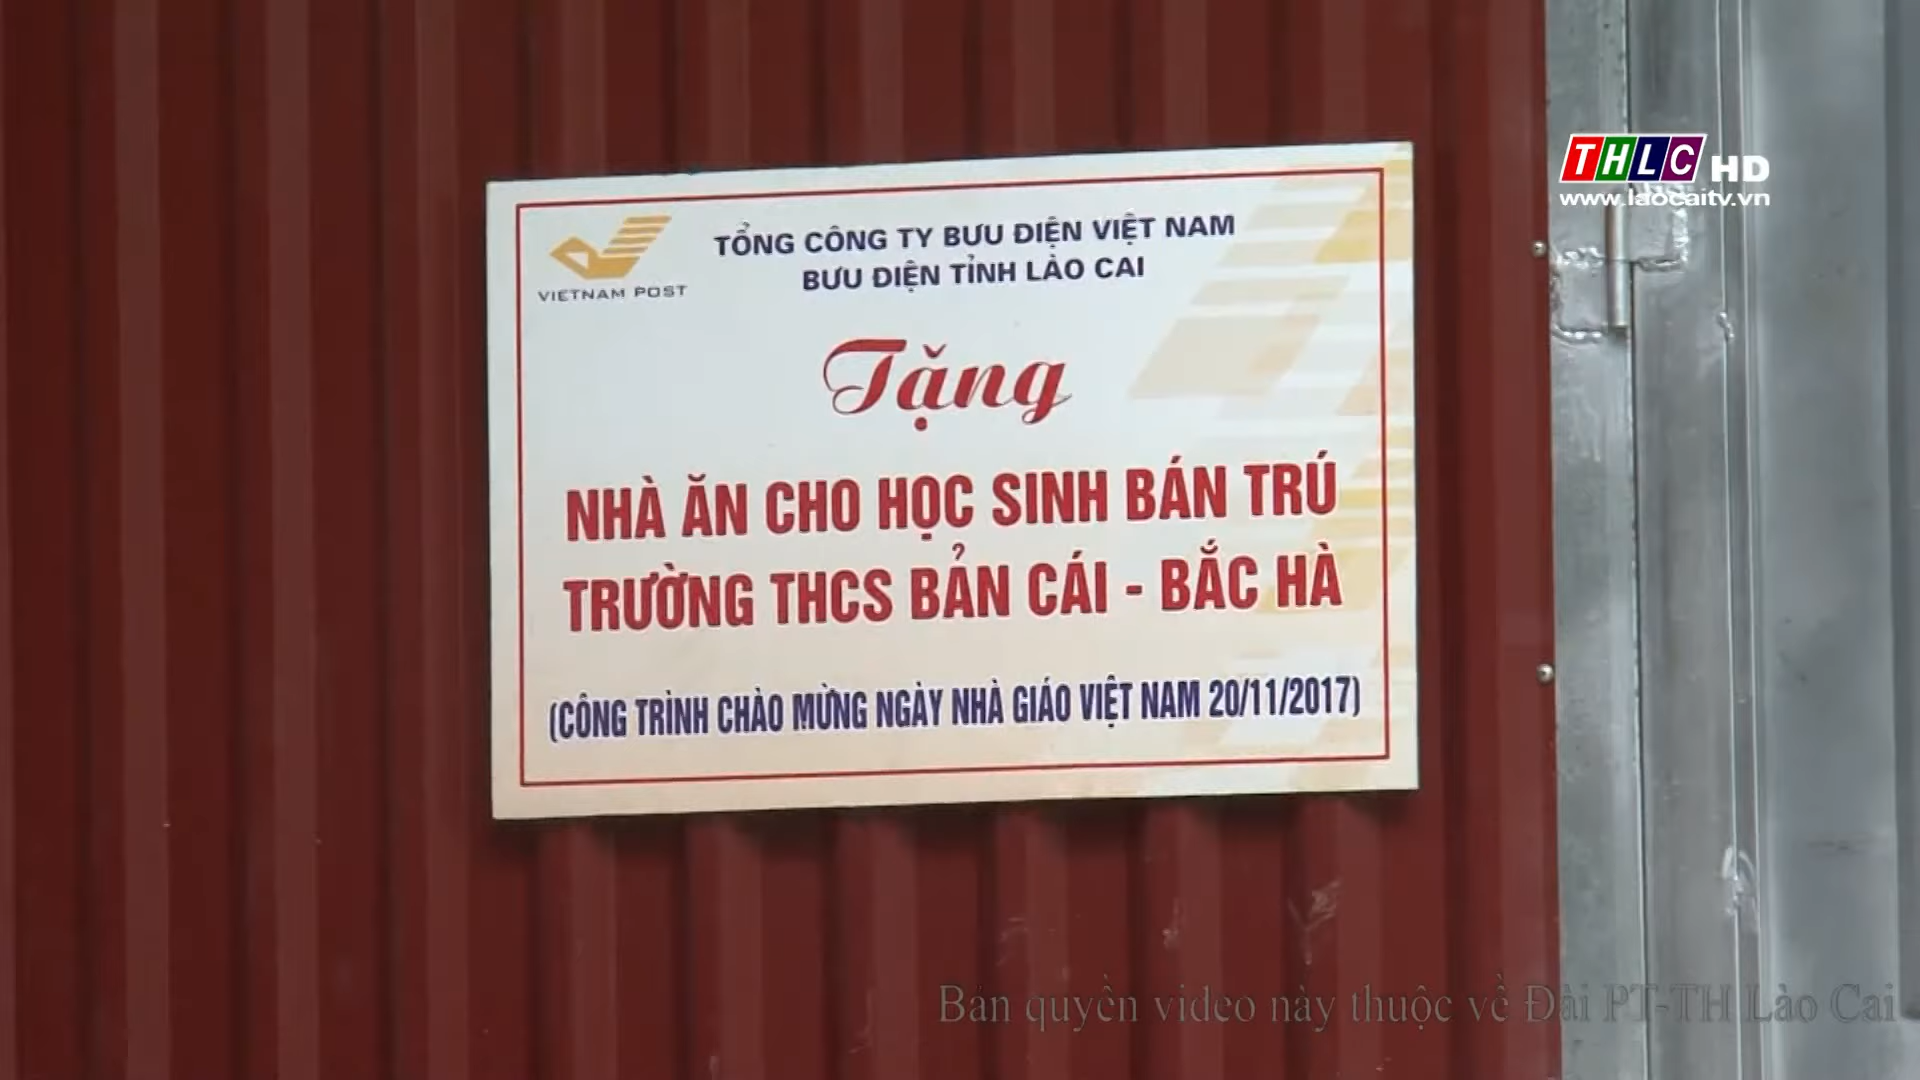 THLC HD
www.laocaitv.vn
VIETNAM POST
TỔNG CÔNG TY BƯU ĐIỆN VIỆT NAM
BƯU ĐIỆN TỈNH LÀO CAI
Tặng
NHÀ ĂN CHO HỌC SINH BÁN TRÚ
TRƯỜNG THCS BẢN CÁI - BẮC HÀ
(CÔNG TRÌNH CHÀO MỪNG NGÀY NHÀ GIÁO VIỆT NAM 20/11/2017)
Bản quyền video này thuộc về Đài PT-TH Lào Cai